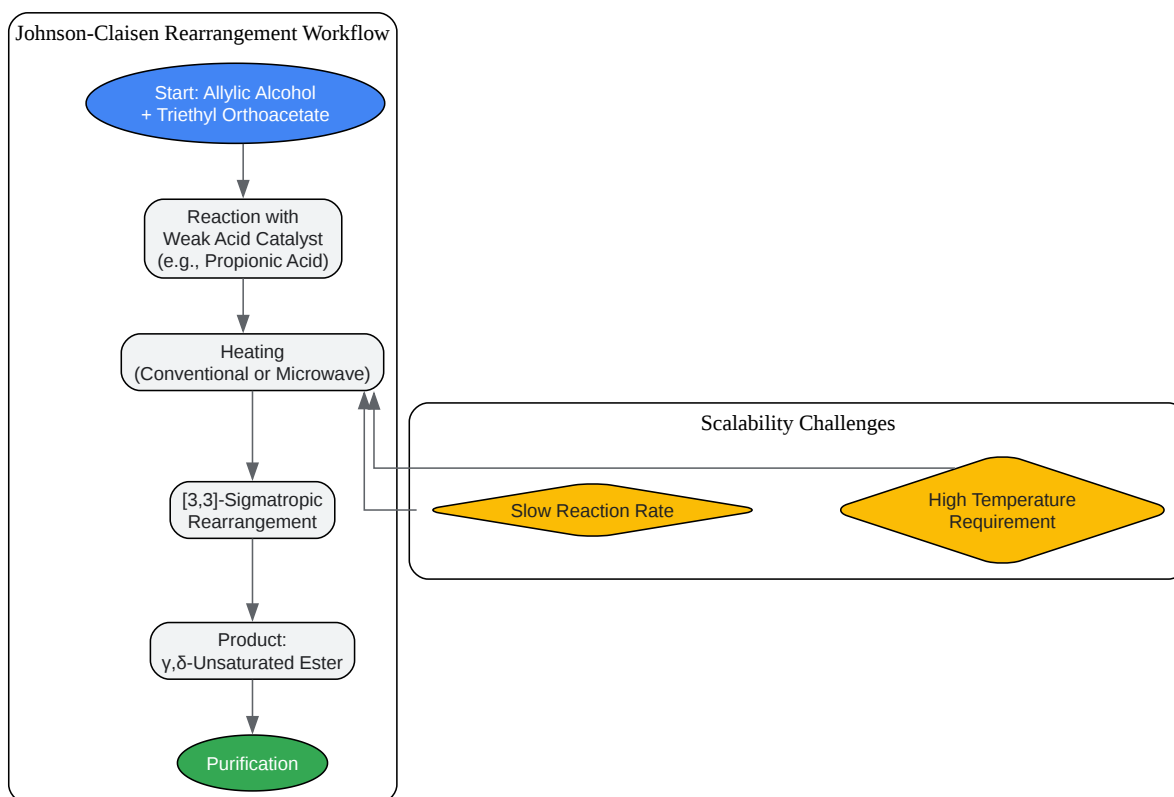 Johnson-Claisen Rearrangement Workflow
Start: Allylic Alcohol
+ Triethyl Orthoacetate
Reaction with
Weak Acid Catalyst
(e.g., Propionic Acid)
Heating
(Conventional or Microwave)
[3,3]-Sigmatropic
Rearrangement
Product:
γ,δ-Unsaturated Ester
Purification
Scalability Challenges
Slow Reaction Rate
High Temperature
Requirement